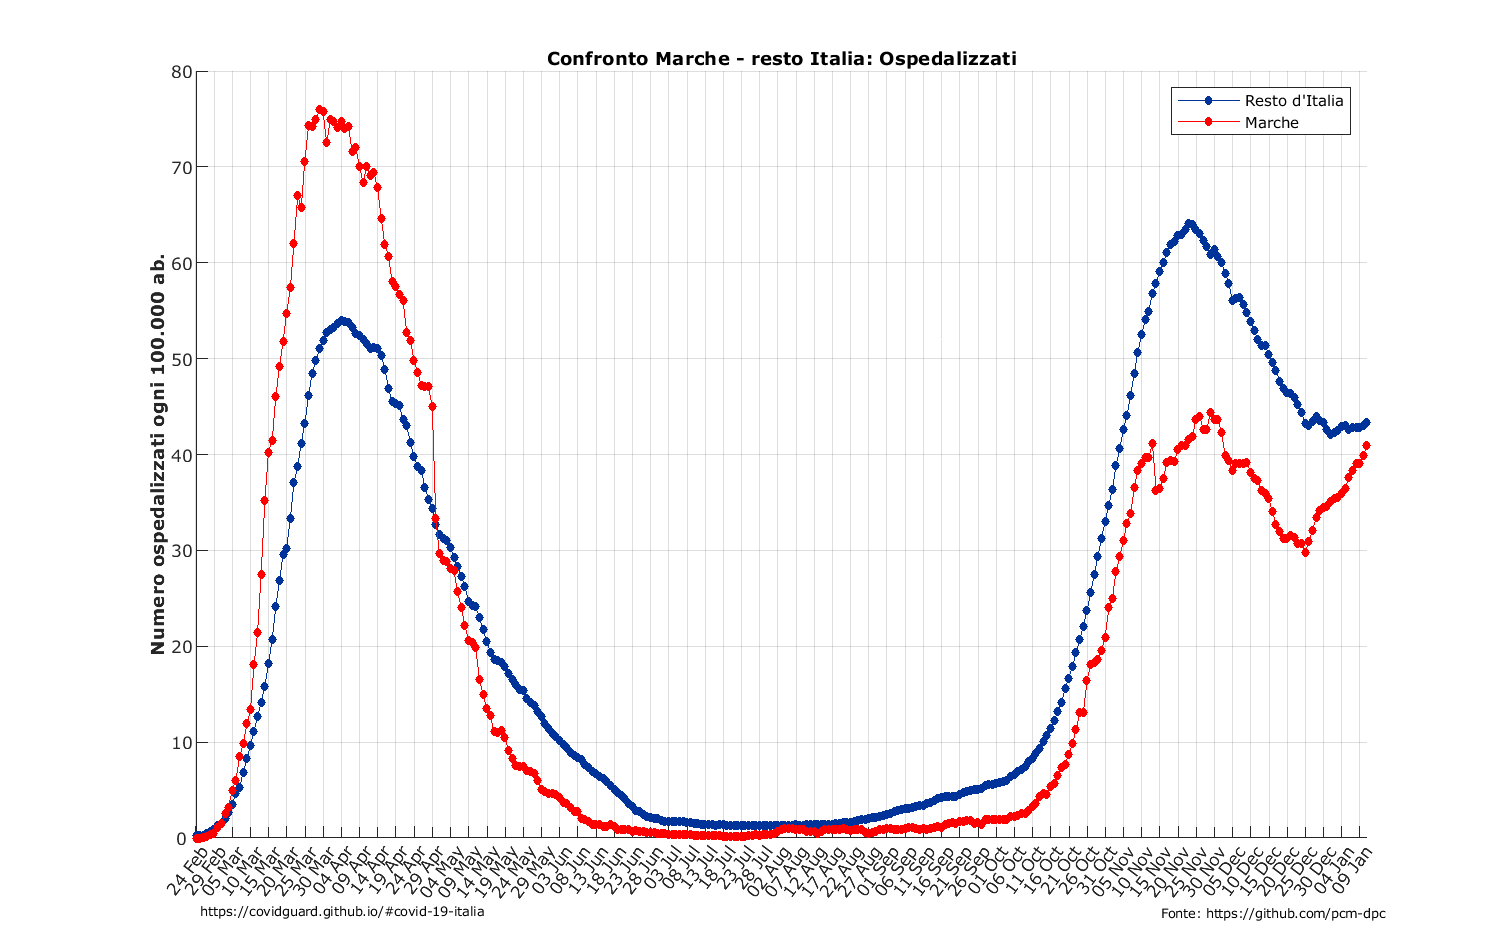 Confronto Marche - resto Italia: Ospedalizzati
Resto d'Italia
Marche
Numero ospedalizzati ogni 100.000 ab.
80
70
60
50
40
30
20
10
0
24 Feb
29 Feb
05 Mar
10 Mar
15 Mar
20 Mar
25 Mar
30 Mar
04 Apr
09 Apr
14 Apr
19 Apr
24 Apr
29 Apr
04 May
09 May
14 May
19 May
24 May
29 May
03 Jun
08 Jun
13 Jun
18 Jun
23 Jun
28 Jun
03 Jul
08 Jul
13 Jul
18 Jul
23 Jul
28 Jul
02 Aug
07 Aug
12 Aug
17 Aug
22 Aug
27 Aug
01 Sep
06 Sep
11 Sep
16 Sep
21 Sep
26 Sep
01 Oct
06 Oct
11 Oct
16 Oct
21 Oct
26 Oct
31 Oct
05 Nov
10 Nov
15 Nov
20 Nov
25 Nov
30 Nov
05 Dec
10 Dec
15 Dec
20 Dec
25 Dec
30 Dec
04 Jan
09 Jan
https://covidguard.github.io/#covid-19-italia
Fonte: https://github.com/pcm-dpc